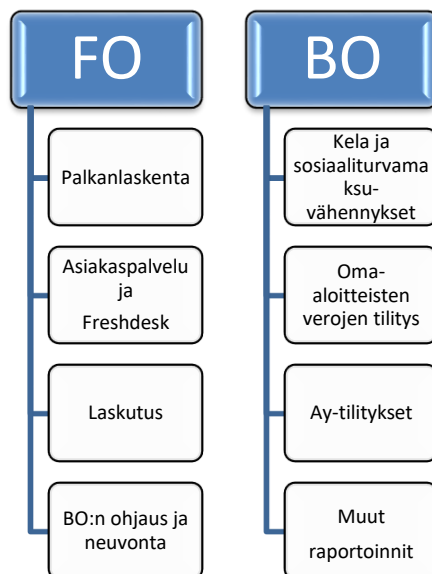 FO
Palkanlaskenta
Asiakaspalvelu
ja
Freshdesk
Laskutus
BO:n ohjaus ja
neuvonta
BO
Kela ja
sosiaaliturvama
ksu-
vähennykset
Oma-
aloitteisten
verojen tilitys
Ay-tilitykset
Muut
raportoinnit